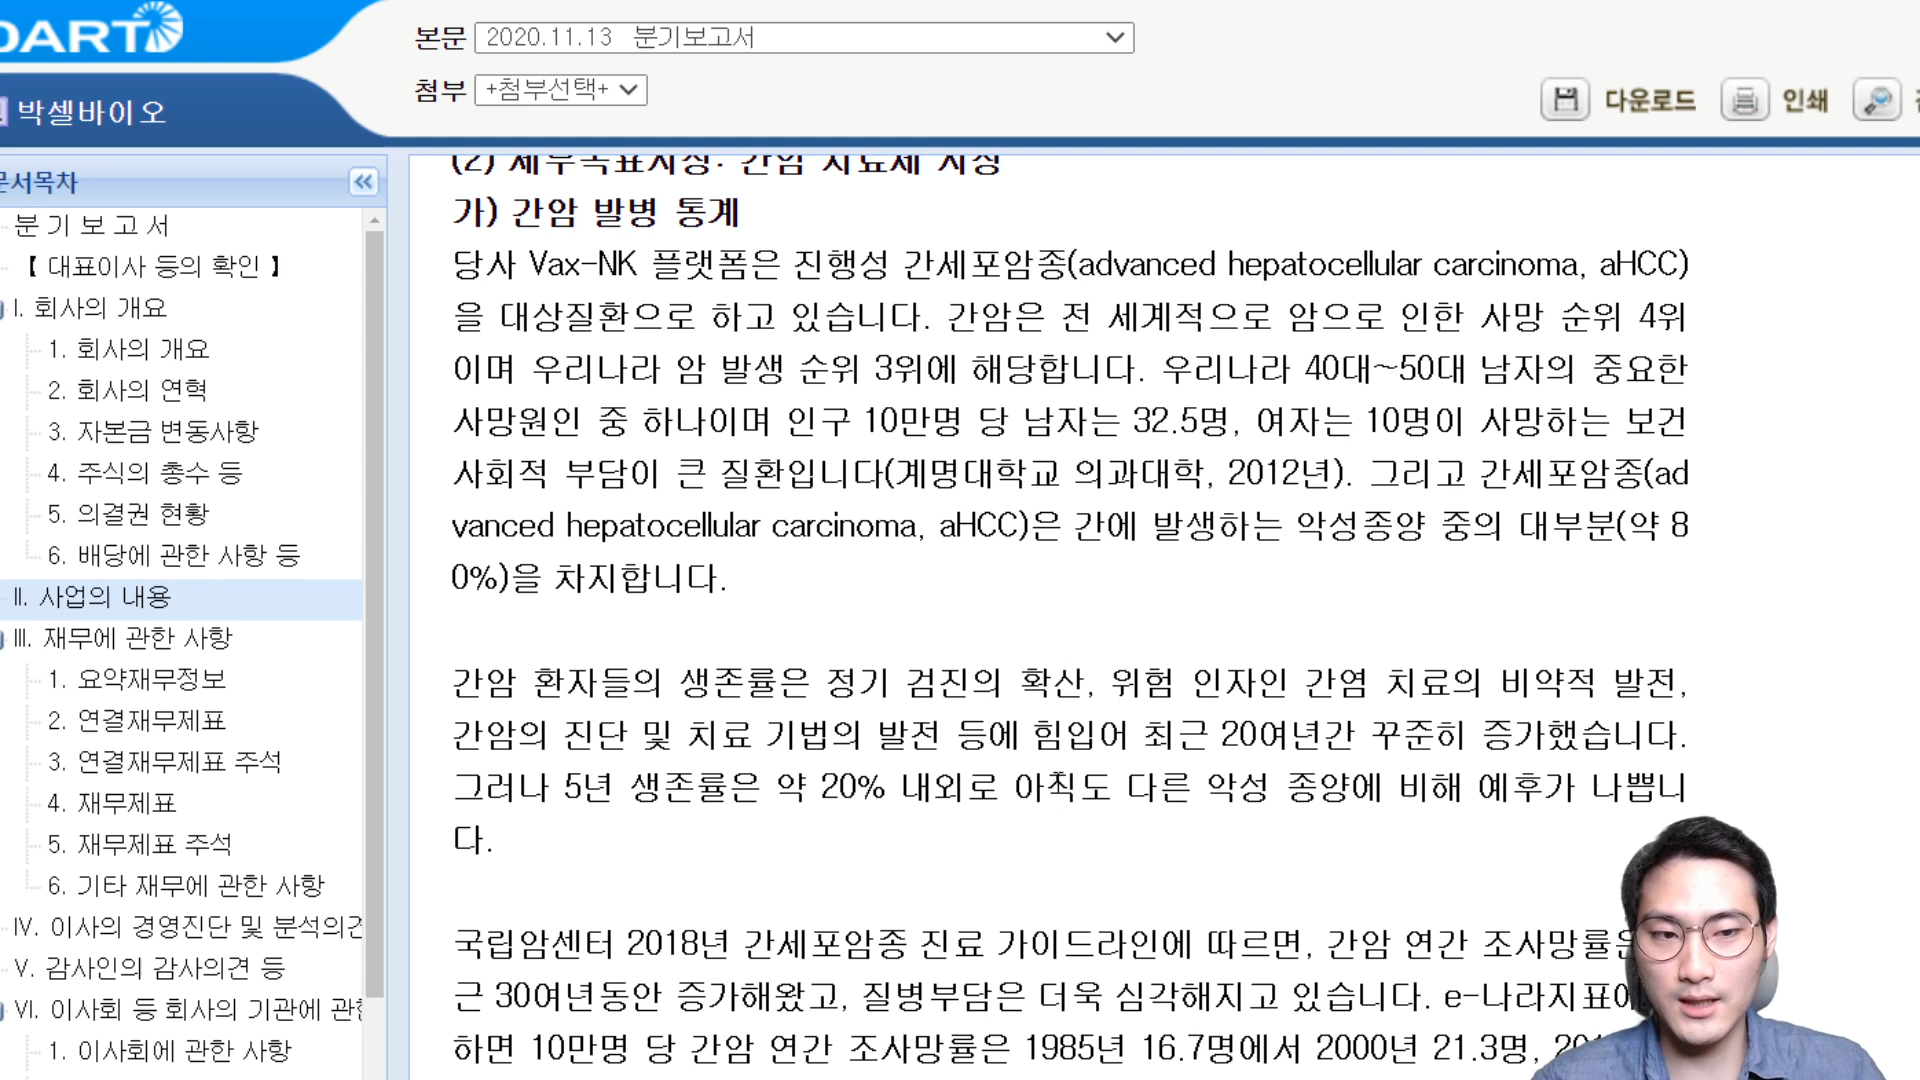 DART
본문 2020.11.13 분기보고서
첨부 +첨부선택+
다운로드 인쇄
박셀바이오
문서목차
분 기 보 고 서
【 대표이사 등의 확인 】
I. 회사의 개요
1. 회사의 개요
2. 회사의 연혁
3. 자본금 변동사항
4. 주식의 총수 등
5. 의결권 현황
6. 배당에 관한 사항 등
II. 사업의 내용
III. 재무에 관한 사항
1. 요약재무정보
2. 연결재무제표
3. 연결재무제표 주석
4. 재무제표
5. 재무제표 주석
6. 기타 재무에 관한 사항
IV. 이사의 경영진단 및 분석의견
V. 감사인의 감사의견 등
VI. 이사회 등 회사의 기관에 관한
1. 이사회에 관한 사항
(2) 세부목표시장: 간암 치료제 시장
가) 간암 발병 통계
당사 Vax-NK 플랫폼은 진행성 간세포암종(advanced hepatocellular carcinoma, aHCC)
을 대상질환으로 하고 있습니다. 간암은 전 세계적으로 암으로 인한 사망 순위 4위
이며 우리나라 암 발생 순위 3위에 해당합니다. 우리나라 40대~50대 남자의 중요한
사망원인 중 하나이며 인구 10만명 당 남자는 32.5명, 여자는 10명이 사망하는 보건
사회적 부담이 큰 질환입니다(계명대학교 의과대학, 2012년). 그리고 간세포암종(ad
vanced hepatocellular carcinoma, aHCC)은 간에 발생하는 악성종양 중의 대부분(약 8
0%)을 차지합니다.
간암 환자들의 생존률은 정기 검진의 확산, 위험 인자인 간염 치료의 비약적 발전,
간암의 진단 및 치료 기법의 발전 등에 힘입어 최근 20여년간 꾸준히 증가했습니다.
그러나 5년 생존률은 약 20% 내외로 아직도 다른 악성 종양에 비해 예후가 나쁩니
다.
국립암센터 2018년 간세포암종 진료 가이드라인에 따르면, 간암 연간 조사망률은
근 30여년동안 증가해왔고, 질병부담은 더욱 심각해지고 있습니다. e-나라지표에
하면 10만명 당 간암 연간 조사망률은 1985년 16.7명에서 2000년 21.3명,